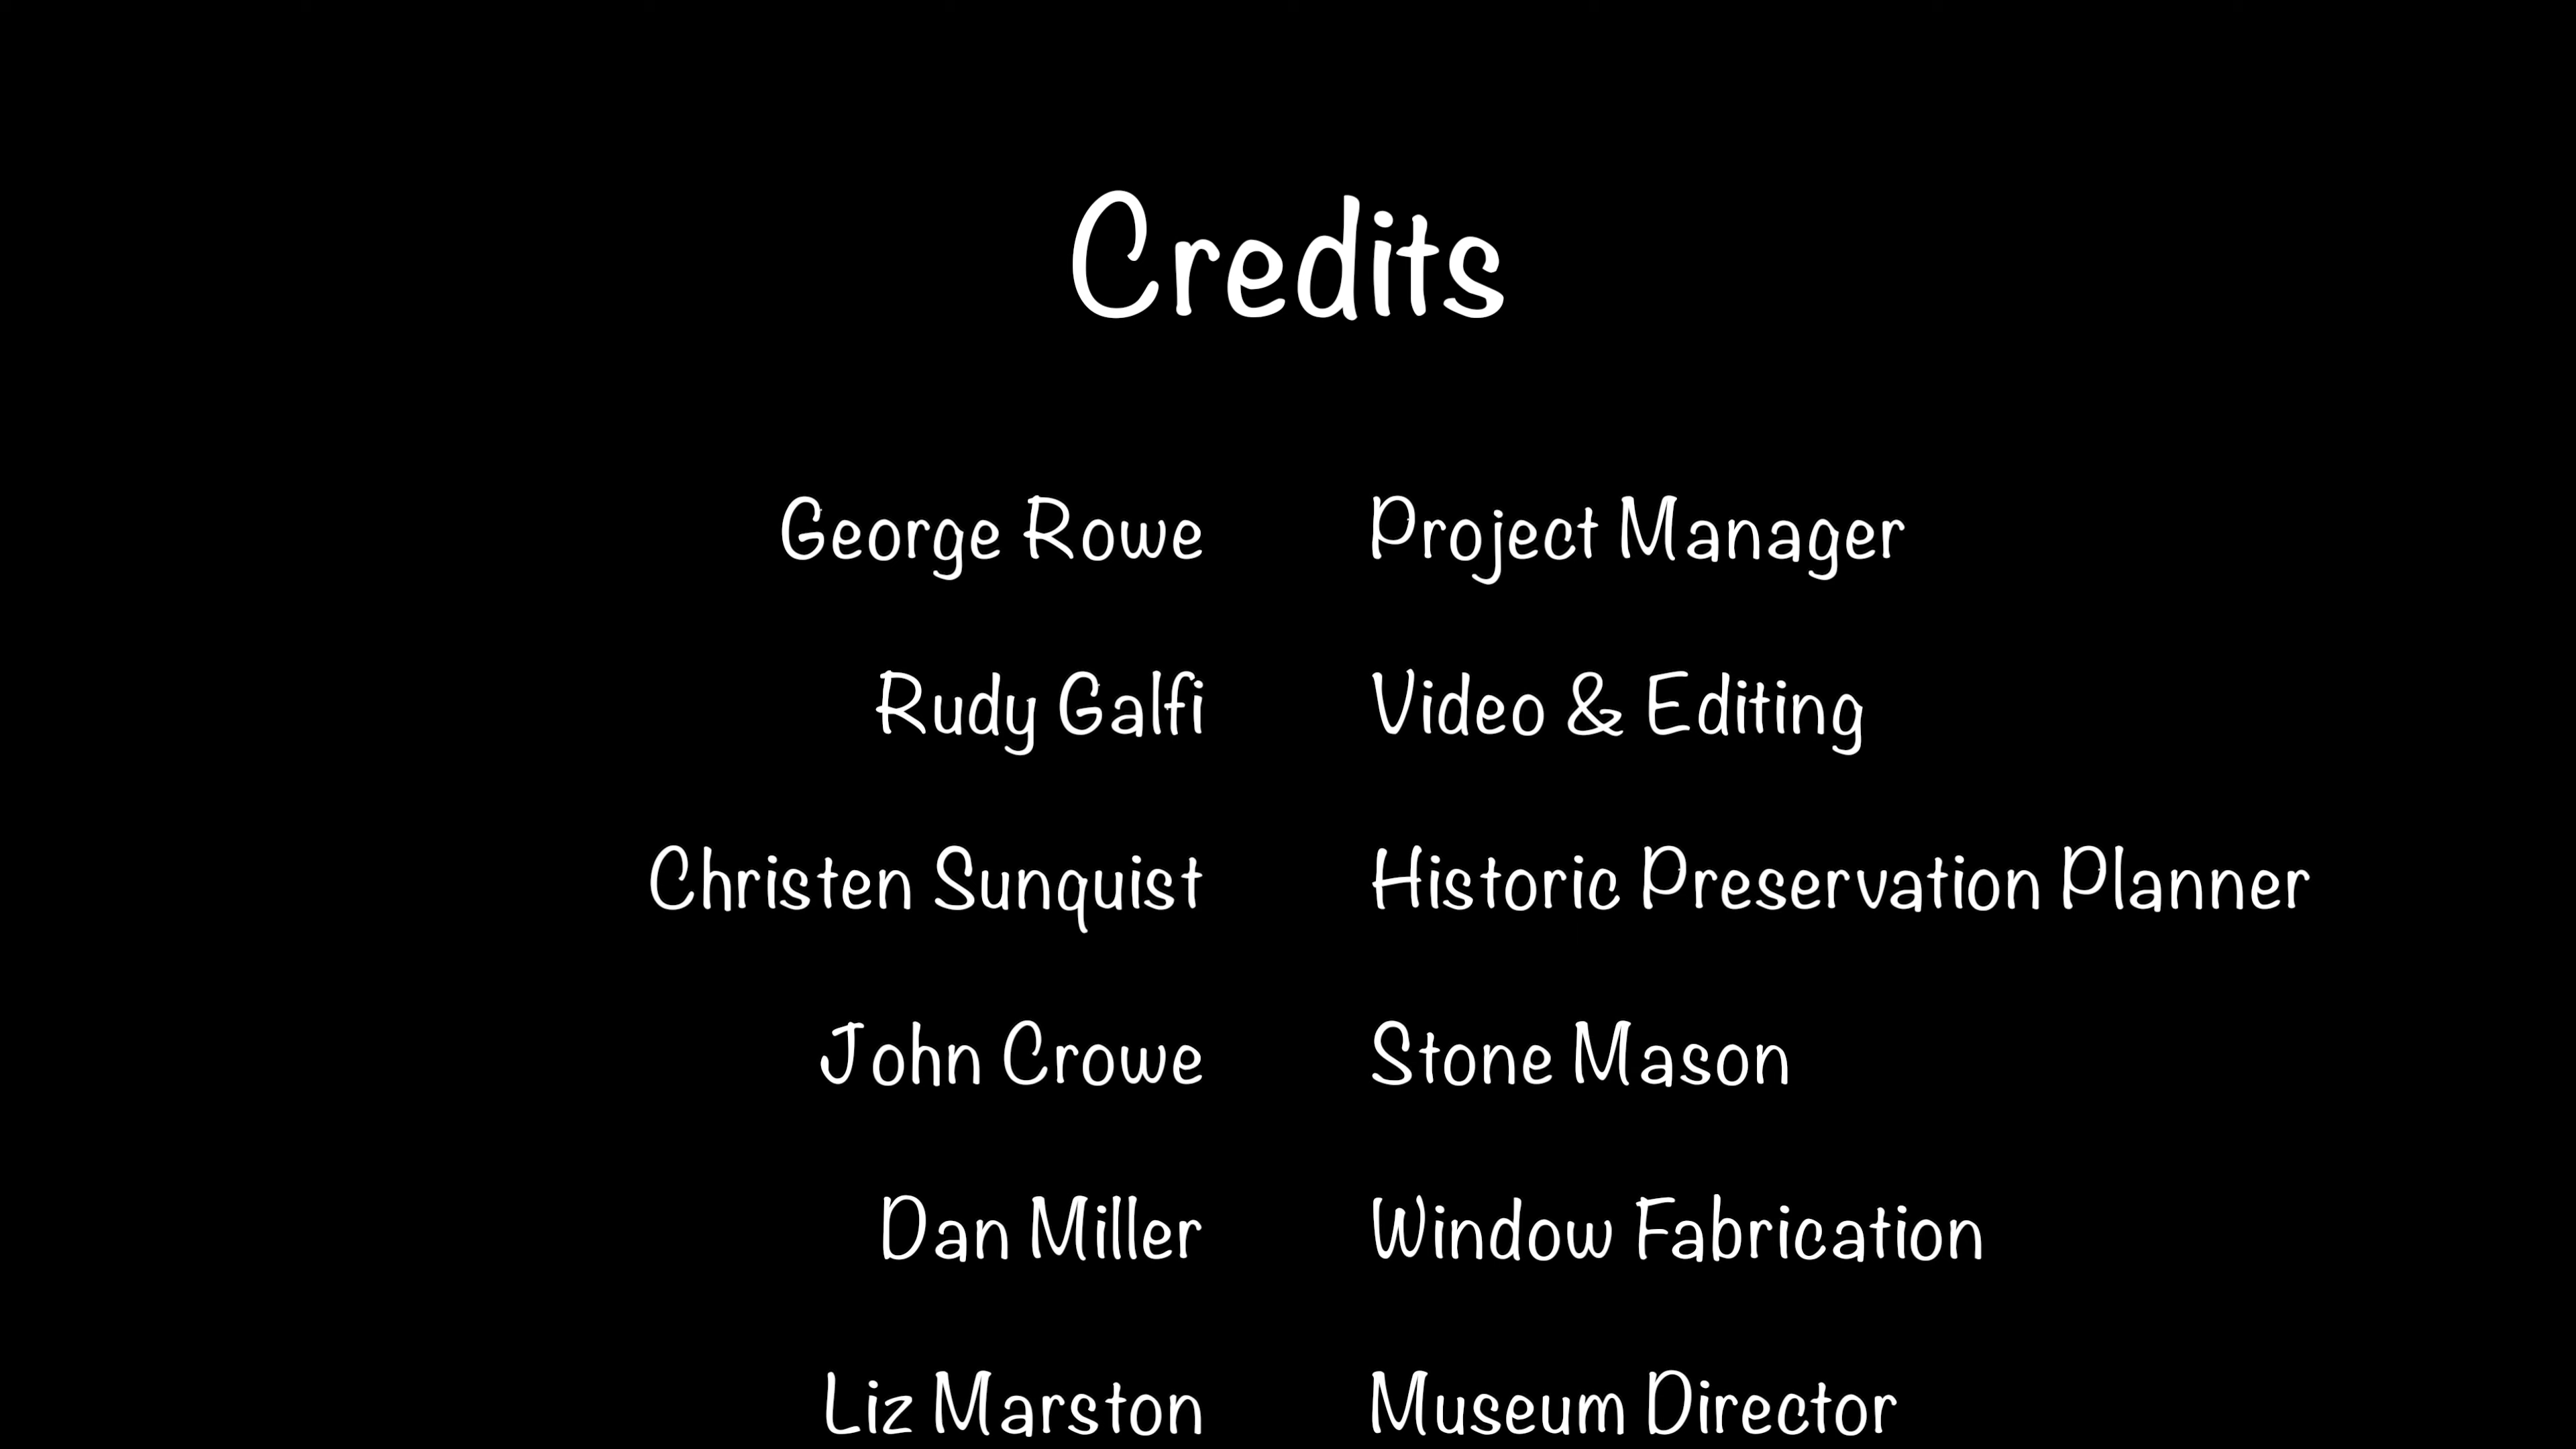 Credits
George Rowe Project Manager
Rudy Galfi Video & Editing
Christen Sunquist Historic Preservation Planner
John Crowe Stone Mason
Dan Miller Window Fabrication
Liz Marston Museum Director